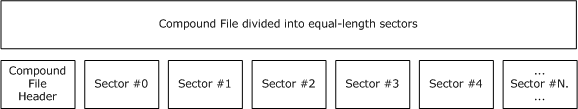 Compound File divided into equal-length sectors
Compound
File
Header
Sector #0
Sector #1
Sector #2
Sector #3
Sector #4
...
Sector #N.
...